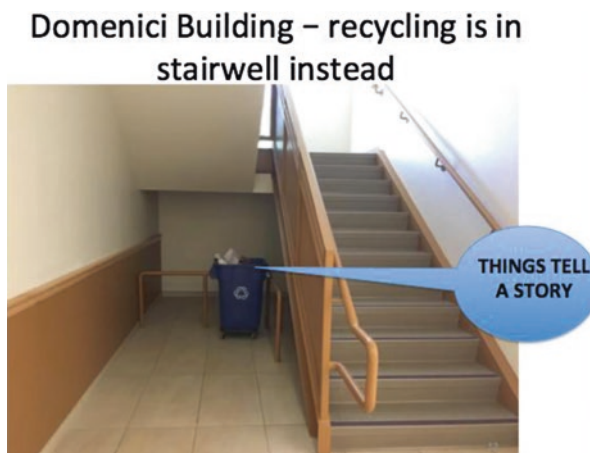 Domenici Building – recycling is in
stairwell instead
THINGS TELL
A STORY